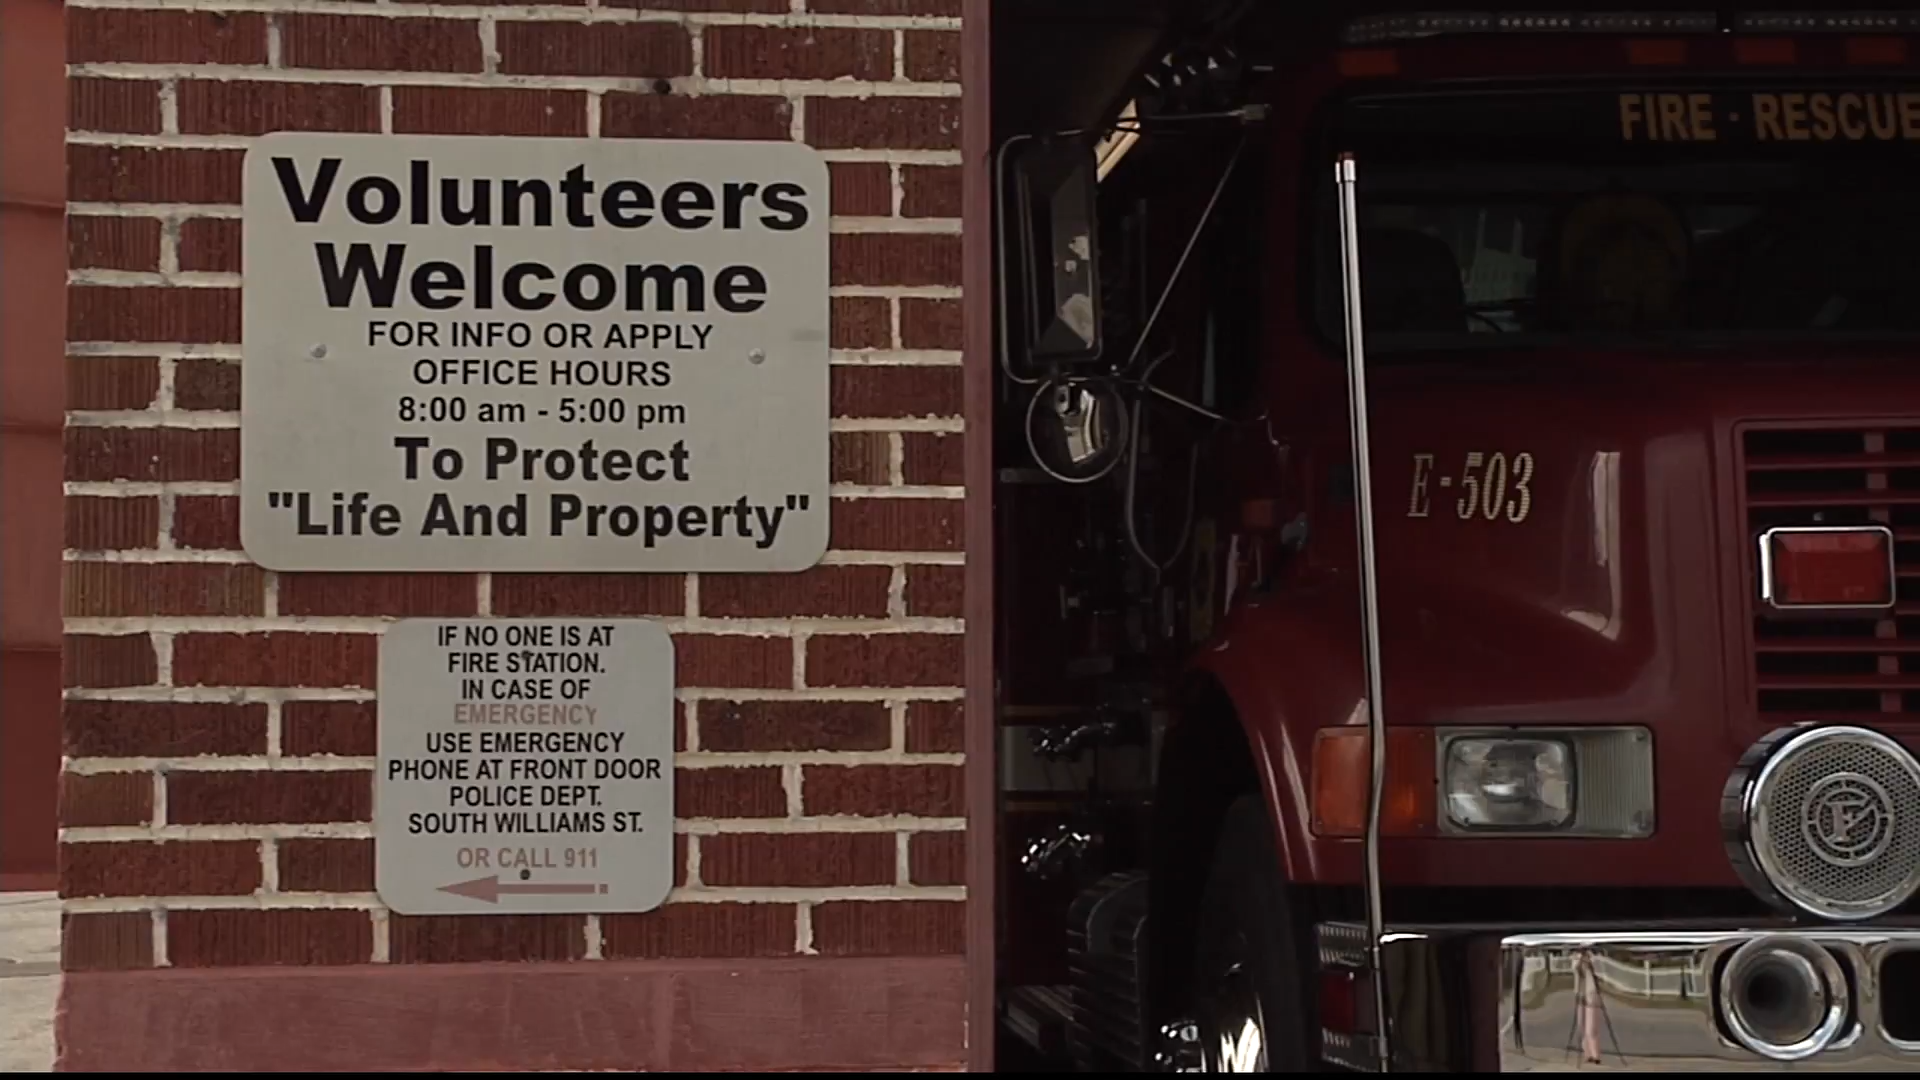 Volunteers
Welcome
FOR INFO OR APPLY
OFFICE HOURS
8:00 am - 5:00 pm
To Protect
"Life And Property"
IF NO ONE IS AT
FIRE STATION.
IN CASE OF
EMERGENCY
USE EMERGENCY
PHONE AT FRONT DOOR
POLICE DEPT.
SOUTH WILLIAMS ST.
OR CALL 911
FIRE · RESCUE
E-503
F